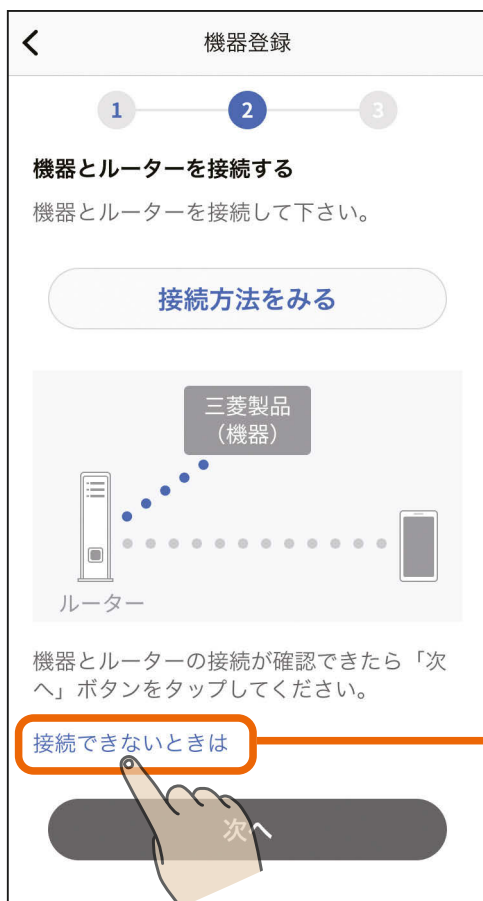 機器登録
1 2 3
機器とルーターを接続する
機器とルーターを接続して下さい。
接続方法をみる
三菱製品
（機器）
ルーター
機器とルーターの接続が確認できたら「次
へ」ボタンをタップしてください。
接続できないときは
次へ